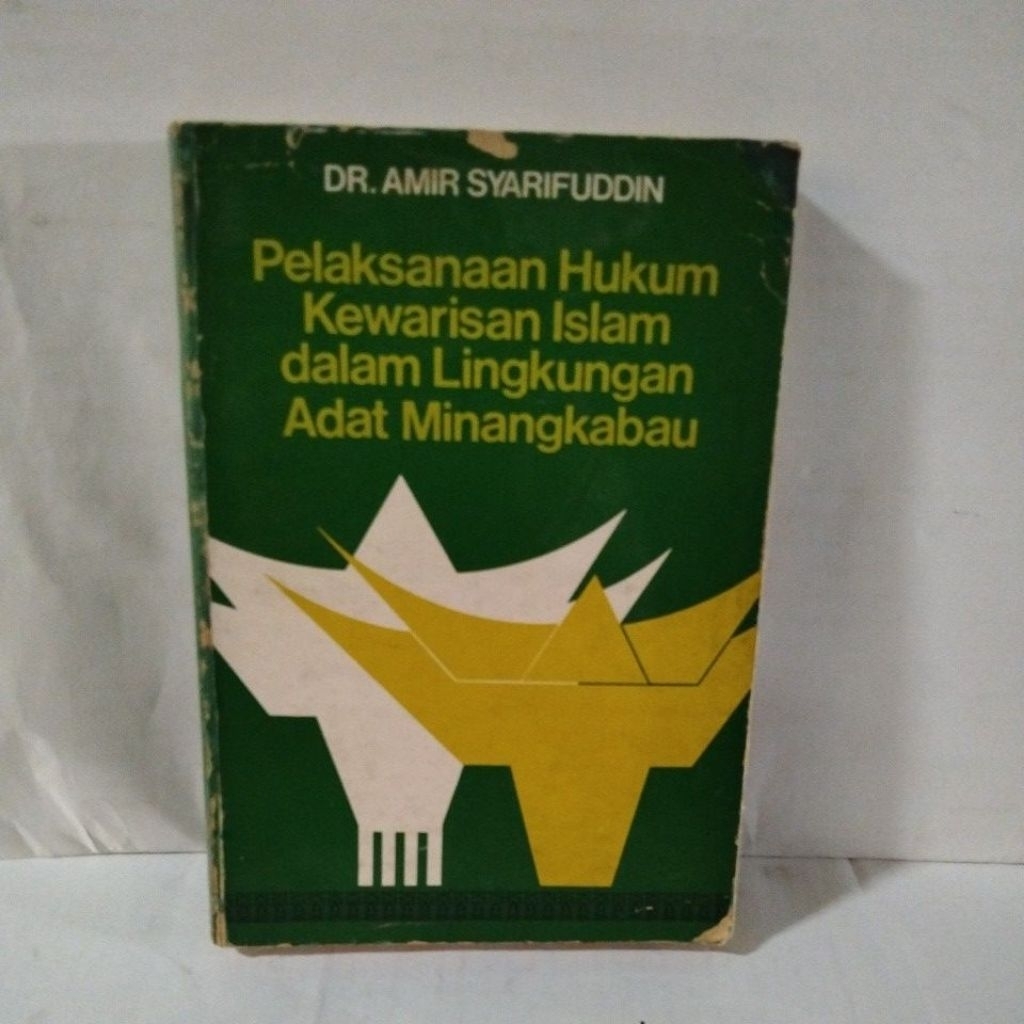 DR. AMIR SYARIFUDDIN
Pelaksanaan Hukum
Kewarisan Islam
dalam Lingkungan
Adat Minangkabau